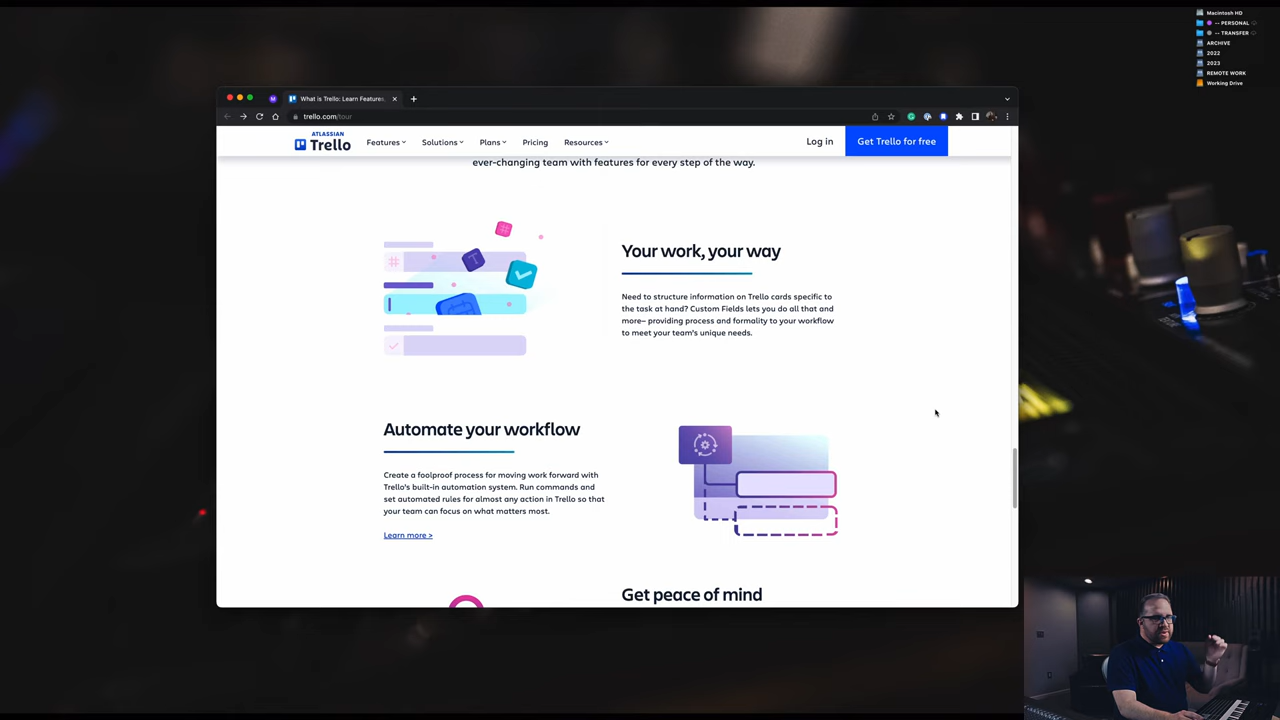 Macintosh HD
-- PERSONAL
-- TRANSFER
ARCHIVE
2022
2023
REMOTE WORK
Working Drive
What is Trello: Learn Features,
trello.com/tour
ATLASSIAN
Trello
Features
Solutions
Plans
Pricing
Resources
Log in
Get Trello for free
ever-changing team with features for every step of the way.
Your work, your way
Need to structure information on Trello cards specific to
the task at hand? Custom Fields lets you do all that and
more– providing process and formality to your workflow
to meet your team's unique needs.
Automate your workflow
Create a foolproof process for moving work forward with
Trello's built-in automation system. Run commands and
set automated rules for almost any action in Trello so that
your team can focus on what matters most.
Learn more >
Get peace of mind